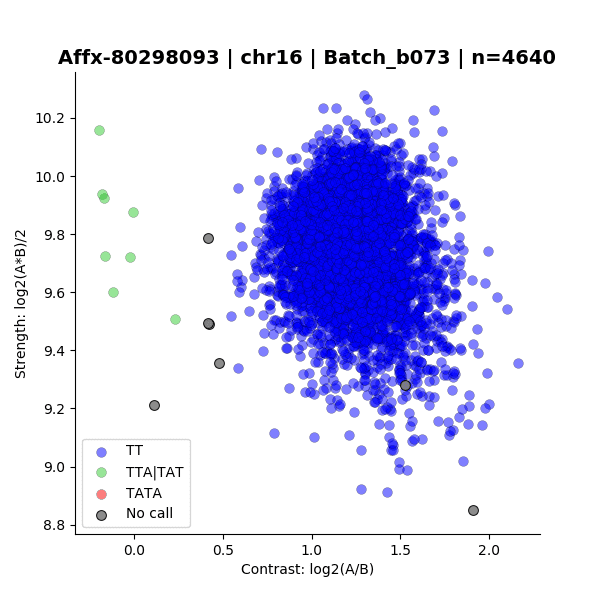 Affx-80298093 | chr16 | Batch_b073 | n=4640
Strength: log2(A*B)/2
10.2
10.0
9.8
9.6
9.4
9.2
9.0
8.8
TT
TTA|TAT
TATA
No call
0.0 0.5 1.0 1.5 2.0
Contrast: log2(A/B)